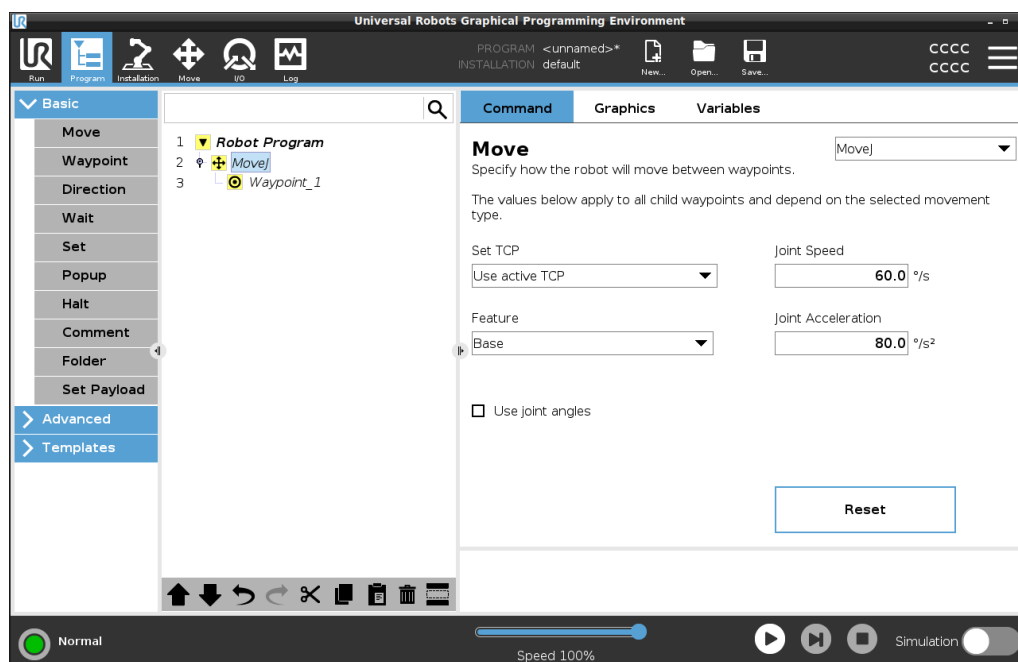 Universal Robots Graphical Programming Environment
UR
Run
Program
Installation
Move
I/O
Log
PROGRAM <unnamed>*
INSTALLATION default
New...
Open...
Save...
CCCC
CCCC
Basic
Move
Waypoint
Direction
Wait
Set
Popup
Halt
Comment
Folder
Set Payload
Advanced
Templates
1 Robot Program
2 MoveJ
3 Waypoint_1
Command Graphics Variables
Move
MoveJ
Specify how the robot will move between waypoints.
The values below apply to all child waypoints and depend on the selected movement
type.
Set TCP
Use active TCP
Joint Speed
60.0 °/s
Feature
Base
Joint Acceleration
80.0 °/s²
Use joint angles
Reset
Normal
Speed 100%
Simulation